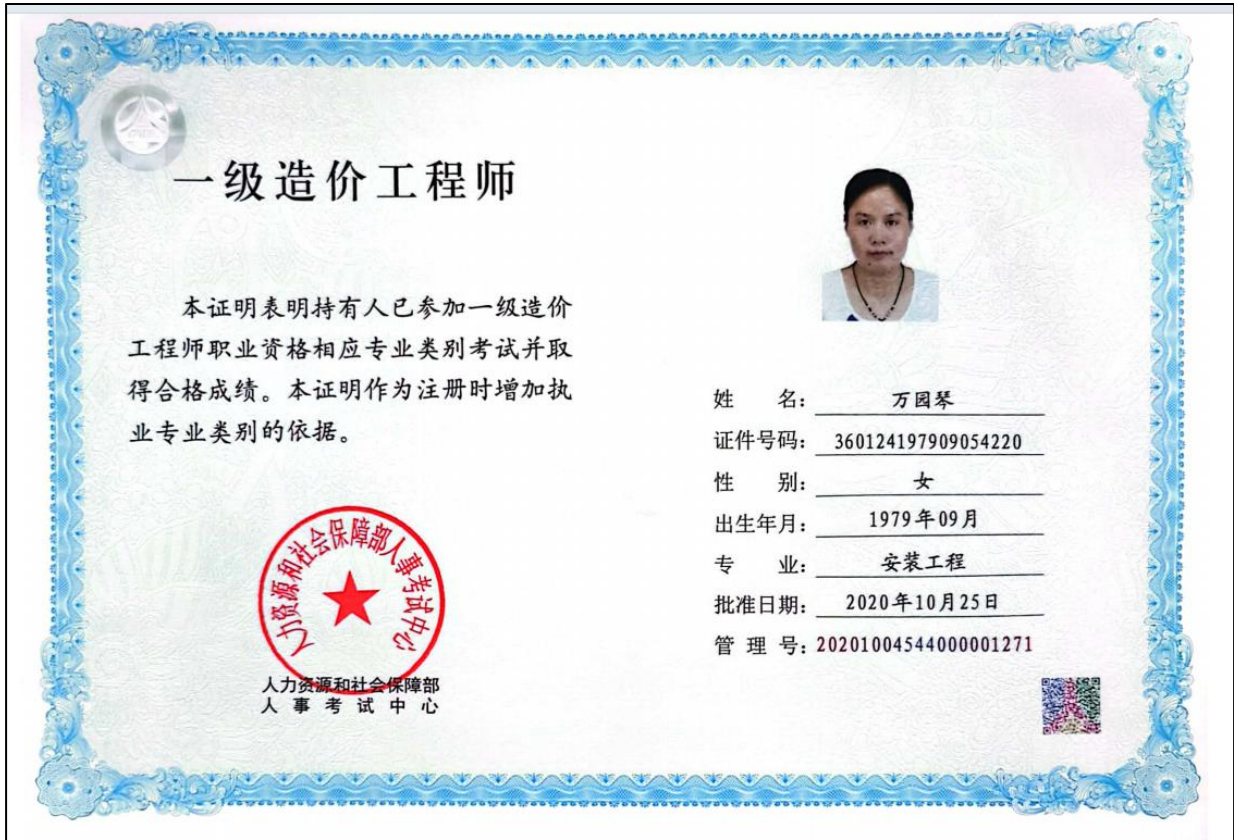 一级造价工程师
本证明表明持有人已参加一级造价
工程师职业资格相应专业类别考试并取
得合格成绩。本证明作为注册时增加执
业专业类别的依据。
人力资源和社会保障部人事考试中心
人力资源和社会保障部
人事考试中心
姓 名: 万园琴
证件号码: 360124197909054220
性 别: 女
出生年月: 1979年09月
专 业: 安装工程
批准日期: 2020年10月25日
管 理 号: 20201004544000001271